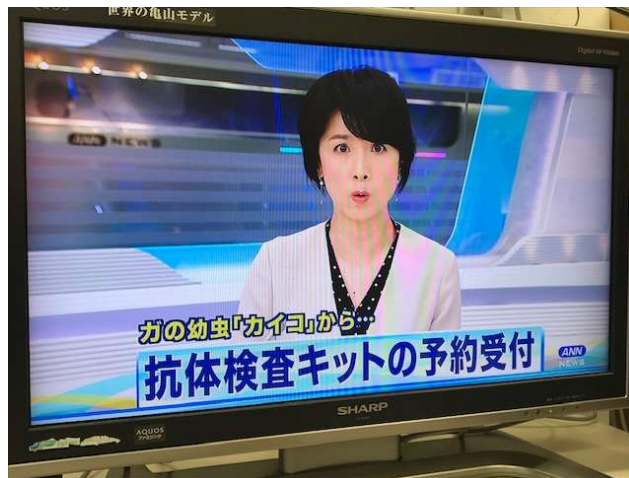 世界の亀山モデル
ANN NEWS
ガの幼虫「カイコ」から…
抗体検査キットの予約受付
ANN
NEWS
SHARP
AQUOS